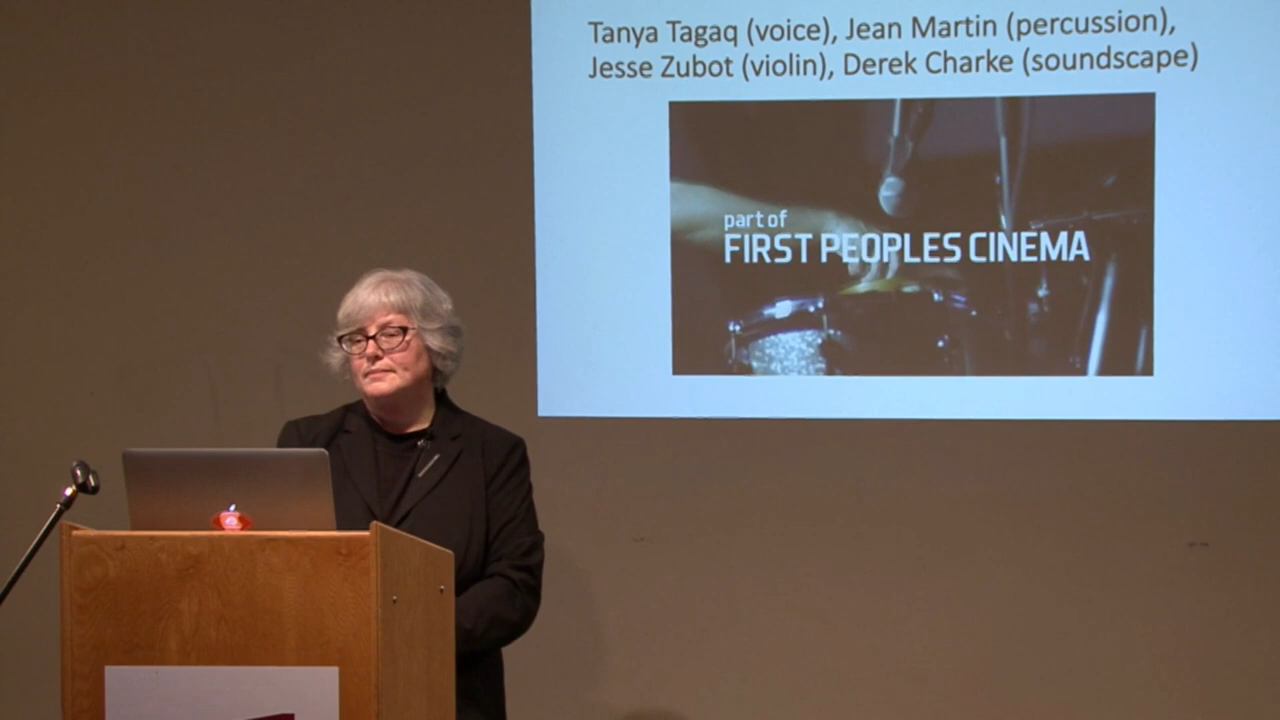 Tanya Tagaq (voice), Jean Martin (percussion),
Jesse Zubot (violin), Derek Charke (soundscape)
part of
FIRST PEOPLES CINEMA